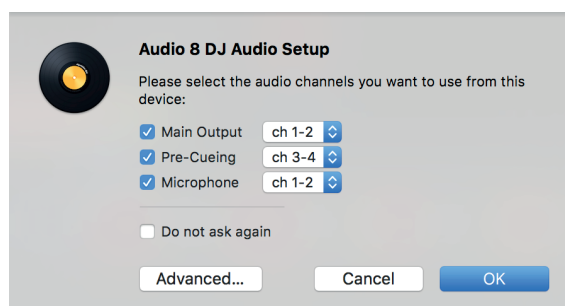 Audio 8 DJ Audio Setup
Please select the audio channels you want to use from this
device:
Main Output ch 1-2
Pre-Cueing ch 3-4
Microphone ch 1-2
Do not ask again
Advanced... Cancel OK